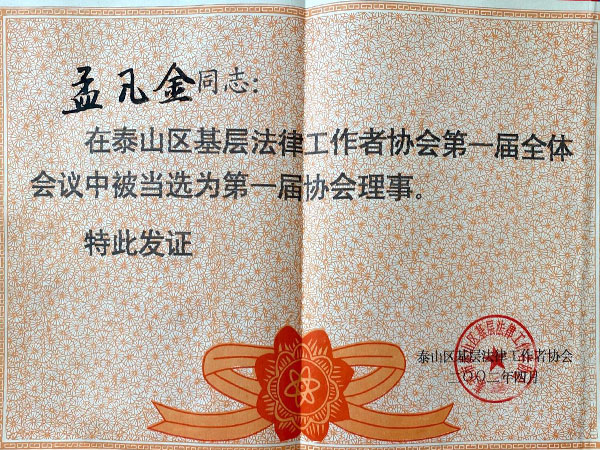 孟凡金同志：
在泰山区基层法律工作者协会第一届全体
会议中被当选为第一届协会理事。
特此发证
泰山区基层法律工作者协会
二〇〇二年四月